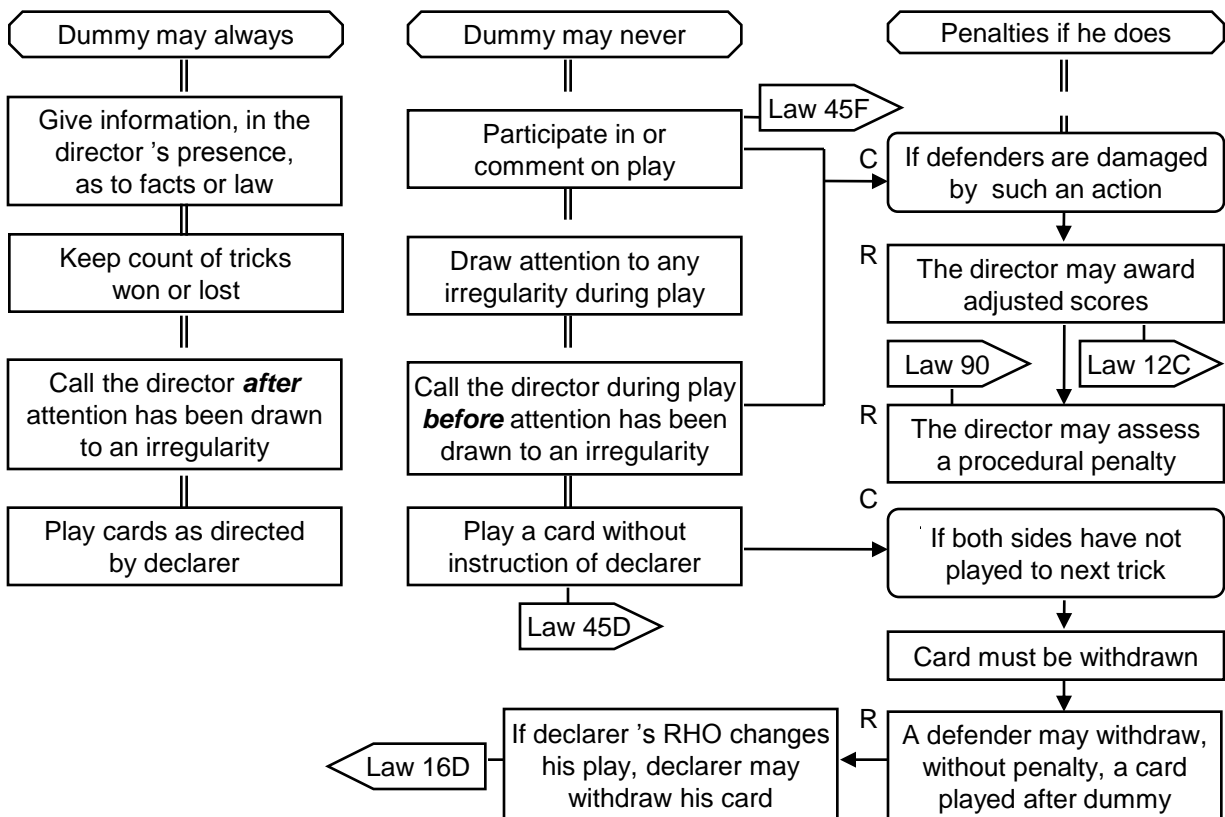 Dummy may always
Give information, in the
director 's presence,
as to facts or law
Keep count of tricks
won or lost
Call the director after
attention has been drawn
to an irregularity
Play cards as directed
by declarer
Dummy may never
Law 45F
Participate in or
comment on play
Draw attention to any
irregularity during play
Call the director during play
before attention has been
drawn to an irregularity
Play a card without
instruction of declarer
Law 45D
Penalties if he does
C
If defenders are damaged
by such an action
R
The director may award
adjusted scores
Law 90
Law 12C
R
The director may assess
a procedural penalty
C
If both sides have not
played to next trick
Card must be withdrawn
R
A defender may withdraw,
without penalty, a card
played after dummy
If declarer 's RHO changes
his play, declarer may
withdraw his card
Law 16D